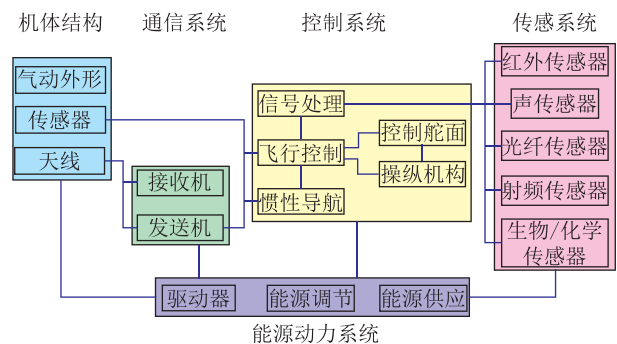 机体结构
通信系统
控制系统
传感系统
气动外形
传感器
天线
接收机
发送机
信号处理
飞行控制
惯性导航
控制舵面
操纵机构
红外传感器
声传感器
光纤传感器
射频传感器
生物/化学
传感器
驱动器
能源调节
能源供应
能源动力系统